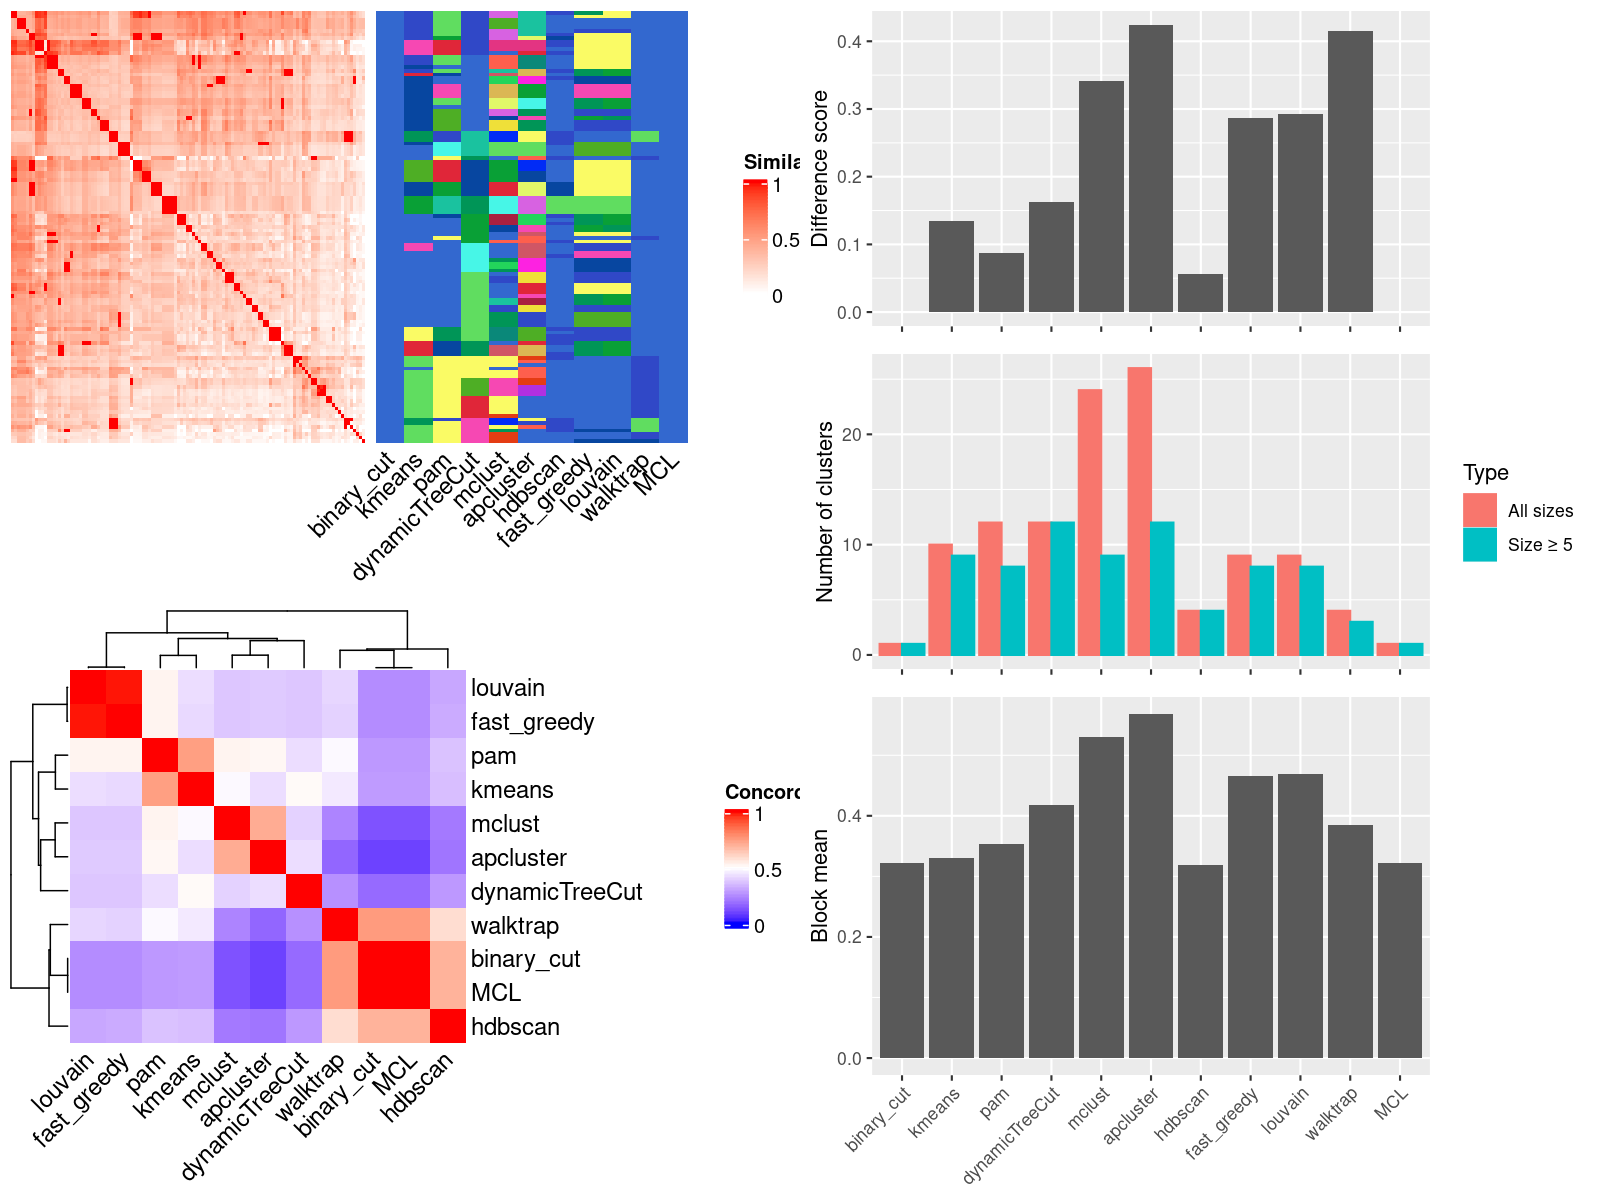 Simila
1
0.5
0
binary_cut
kmeans
pam
dynamicTreeCut
mclust
apcluster
hdbscan
fast_greedy
louvain
walktrap
MCL
louvain
fast_greedy
pam
kmeans
mclust
apcluster
dynamicTreeCut
walktrap
binary_cut
MCL
hdbscan
Concord
1
0.5
0
louvain
fast_greedy
pam
kmeans
mclust
apcluster
dynamicTreeCut
walktrap
binary_cut
MCL
hdbscan
Difference score
0.4
0.3
0.2
0.1
0.0
Number of clusters
20
10
0
Type
All sizes
Size ≥ 5
Block mean
0.4
0.2
0.0
binary_cut
kmeans
pam
dynamicTreeCut
mclust
apcluster
hdbscan
fast_greedy
louvain
walktrap
MCL